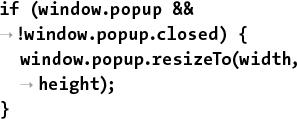 if (window.popup &&
→!window.popup.closed) {
window.popup.resizeTo(width,
→height);
}